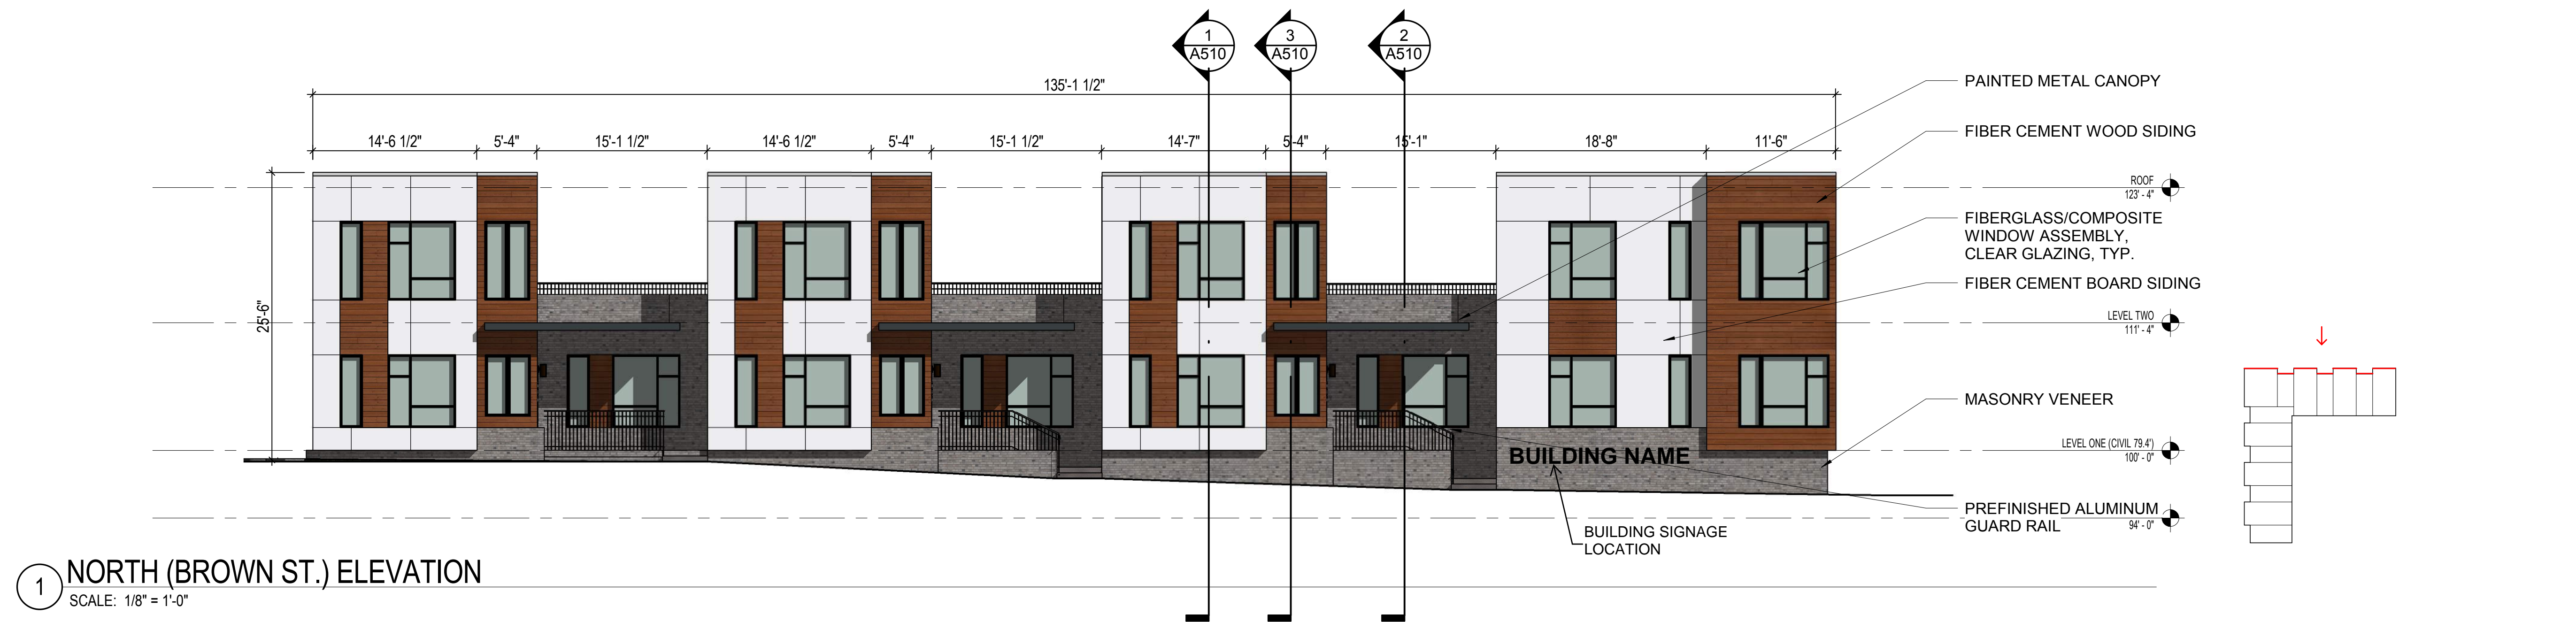 1
A510
3
A510
2
A510
135'-1 1/2"
14'-6 1/2"
5'-4"
15'-1 1/2"
14'-6 1/2"
5'-4"
15'-1 1/2"
14'-7"
5'-4"
15'-1"
18'-8"
11'-6"
25'-6"
PAINTED METAL CANOPY
FIBER CEMENT WOOD SIDING
ROOF
123' - 4"
FIBERGLASS/COMPOSITE
WINDOW ASSEMBLY,
CLEAR GLAZING, TYP.
FIBER CEMENT BOARD SIDING
LEVEL TWO
111' - 4"
MASONRY VENEER
LEVEL ONE (CIVIL 79.4')
100' - 0"
BUILDING NAME
PREFINISHED ALUMINUM
GUARD RAIL
94' - 0"
BUILDING SIGNAGE
LOCATION
1
NORTH (BROWN ST.) ELEVATION
SCALE: 1/8" = 1'-0"